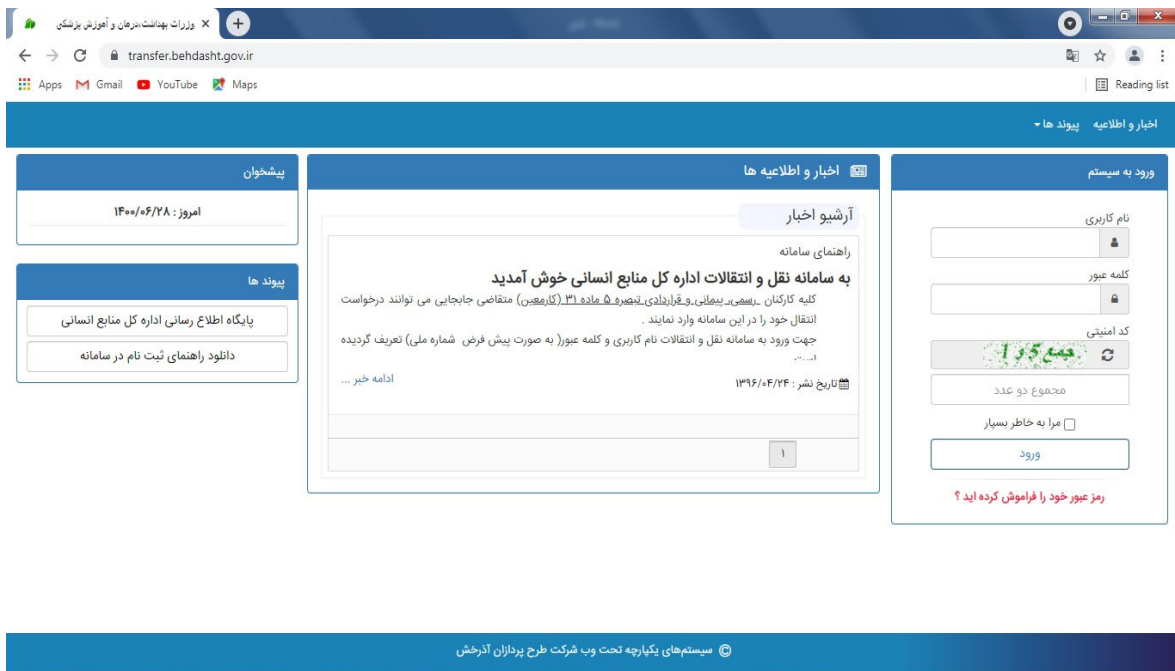 وزرات بهداشت،درمان و آموزش پزشکی
transfer.behdasht.gov.ir
Apps Gmail YouTube Maps Reading list
اخبار و اطلاعیه پیوند ها
ورود به سیستم
نام کاربری
کلمه عبور
کد امنیتی
جمع 5 و 1
مجموع دو عدد
مرا به خاطر بسپار
ورود
رمز عبور خود را فراموش کرده اید ؟
اخبار و اطلاعیه ها
آرشیو اخبار
راهنمای سامانه
به سامانه نقل و انتقالات اداره کل منابع انسانی خوش آمدید
کلیه کارکنان رسمی، پیمانی و قراردادی تبصره ۵ ماده ۳۱ (کارمعین) متقاضی جابجایی می توانند درخواست
انتقال خود را در این سامانه وارد نمایند .
جهت ورود به سامانه نقل و انتقالات نام کاربری و کلمه عبور( به صورت پیش فرض شماره ملی) تعریف گردیده
تاریخ نشر : ۱۳۹۶/۰۴/۲۴
ادامه خبر ...
۱
پیشخوان
امروز : ۱۴۰۰/۰۶/۲۸
پیوند ها
پایگاه اطلاع رسانی اداره کل منابع انسانی
دانلود راهنمای ثبت نام در سامانه
© سیستم‌های یکپارچه تحت وب شرکت طرح پردازان آذرخش